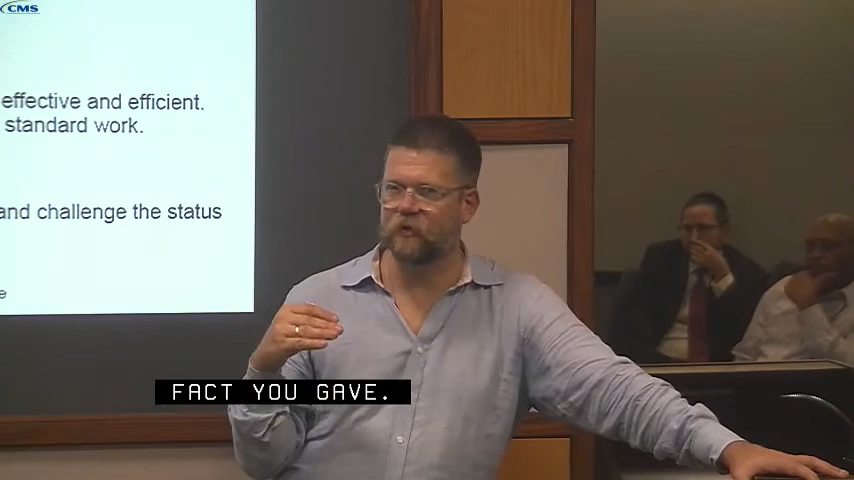 CMS
effective and efficient.
standard work.
and challenge the status
e
FACT YOU GAVE.